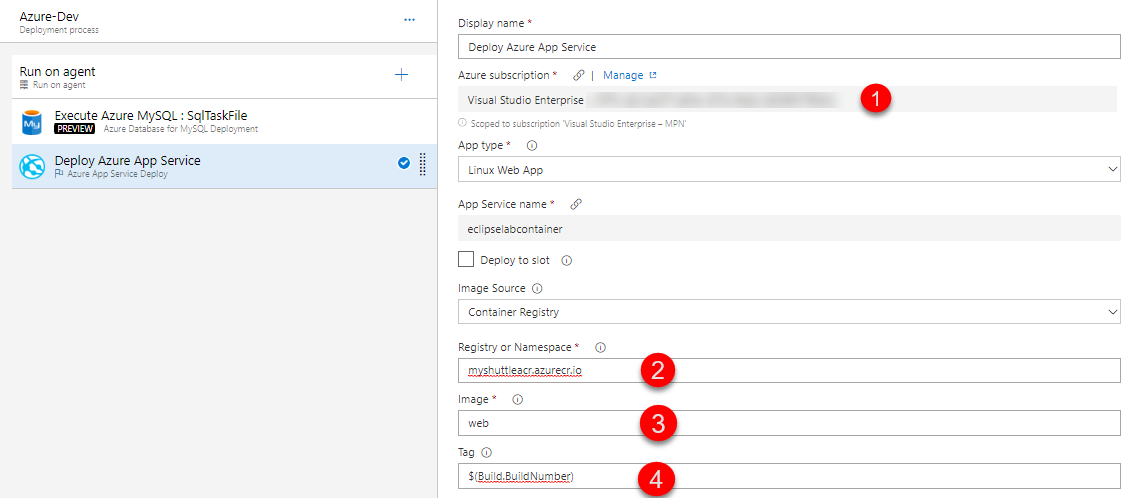 Azure-Dev
Deployment process
Run on agent
Run on agent
Execute Azure MySQL : SqlTaskFile
PREVIEW Azure Database for MySQL Deployment
Deploy Azure App Service
Azure App Service Deploy
Display name *
Deploy Azure App Service
Azure subscription * | Manage
Visual Studio Enterprise
1
Scoped to subscription 'Visual Studio Enterprise – MPN'
App type *
Linux Web App
App Service name *
eclipselabcontainer
Deploy to slot
Image Source
Container Registry
Registry or Namespace *
myshuttleacr.azurecr.io
2
Image *
web
3
Tag
$(Build.BuildNumber)
4